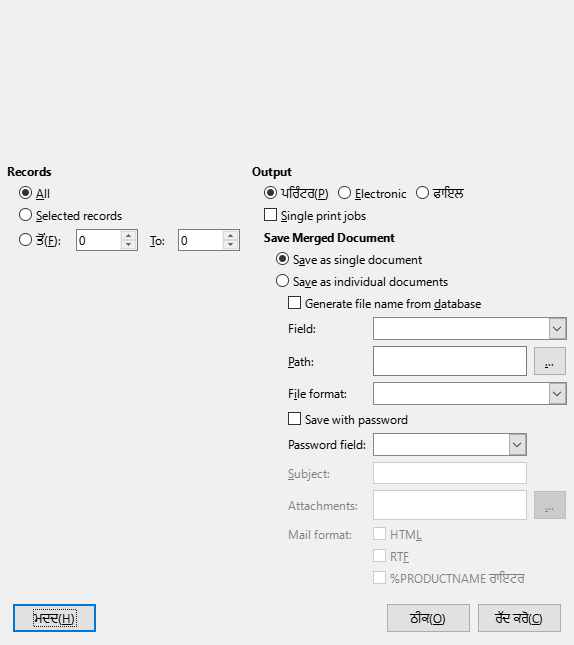 Records
All
Selected records
ਤੋਂ(F): 0 To: 0
Output
ਪਰਿੰਟਰ(P) Electronic ਫਾਇਲ
Single print jobs
Save Merged Document
Save as single document
Save as individual documents
Generate file name from database
Field:
Path: ...
File format:
Save with password
Password field:
Subject:
Attachments: ...
Mail format: HTML
RTF
%PRODUCTNAME ਰਾਇਟਰ
ਮਦਦ(H) ਠੀਕ(O) ਰੱਦ ਕਰੋ(C)